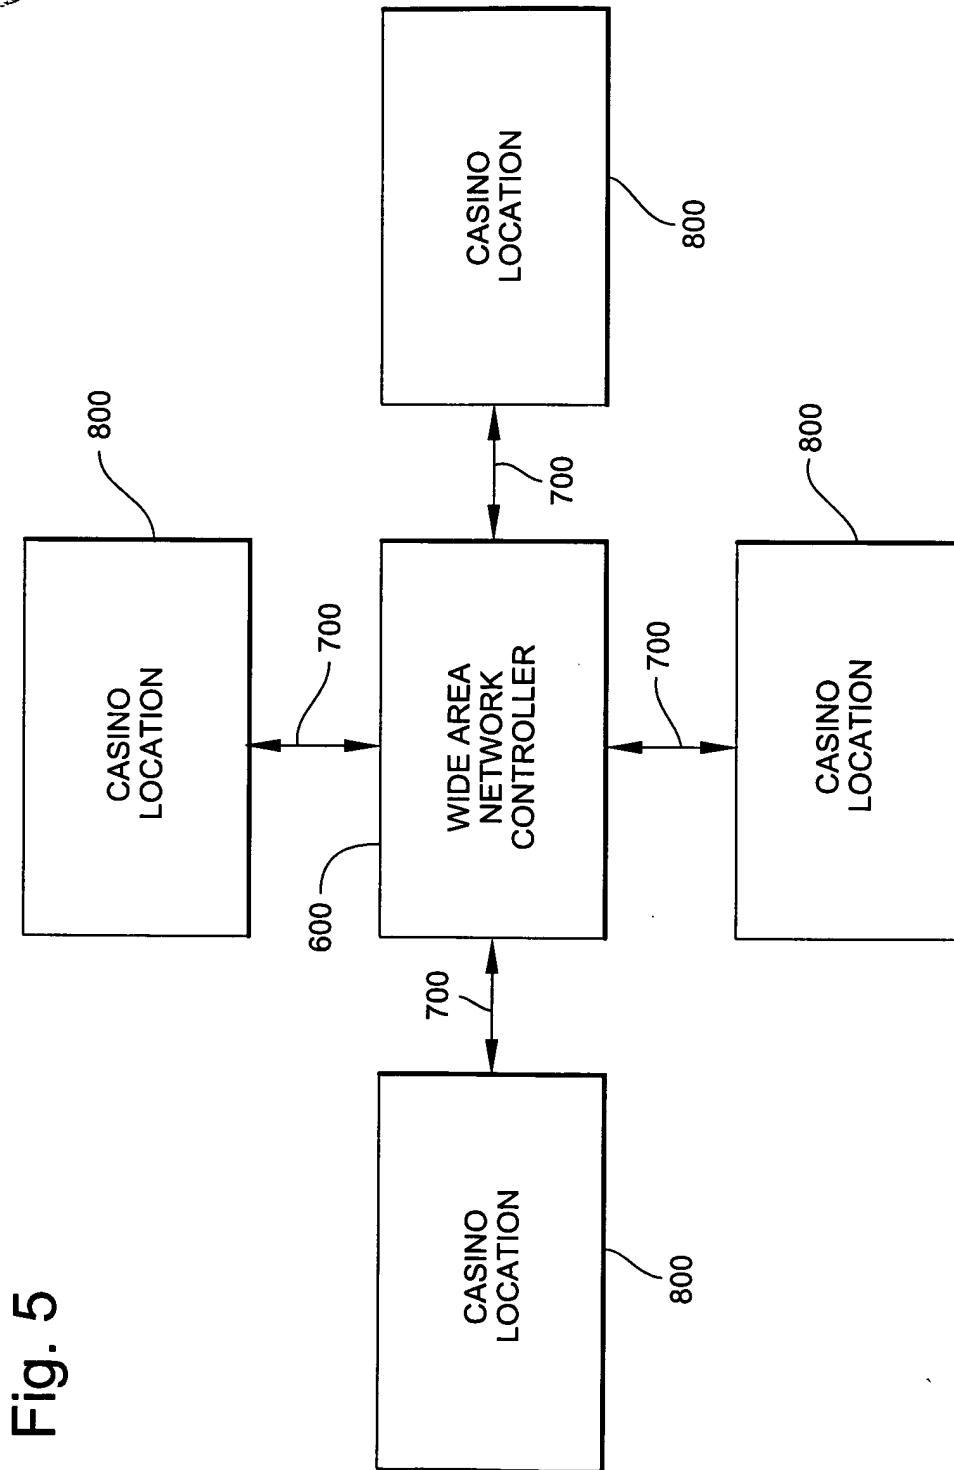 Fig. 5
800
CASINO
LOCATION
600
700
CASINO
LOCATION
700
WIDE AREA
NETWORK
CONTROLLER
700
CASINO
LOCATION
800
700
800
CASINO
LOCATION
800